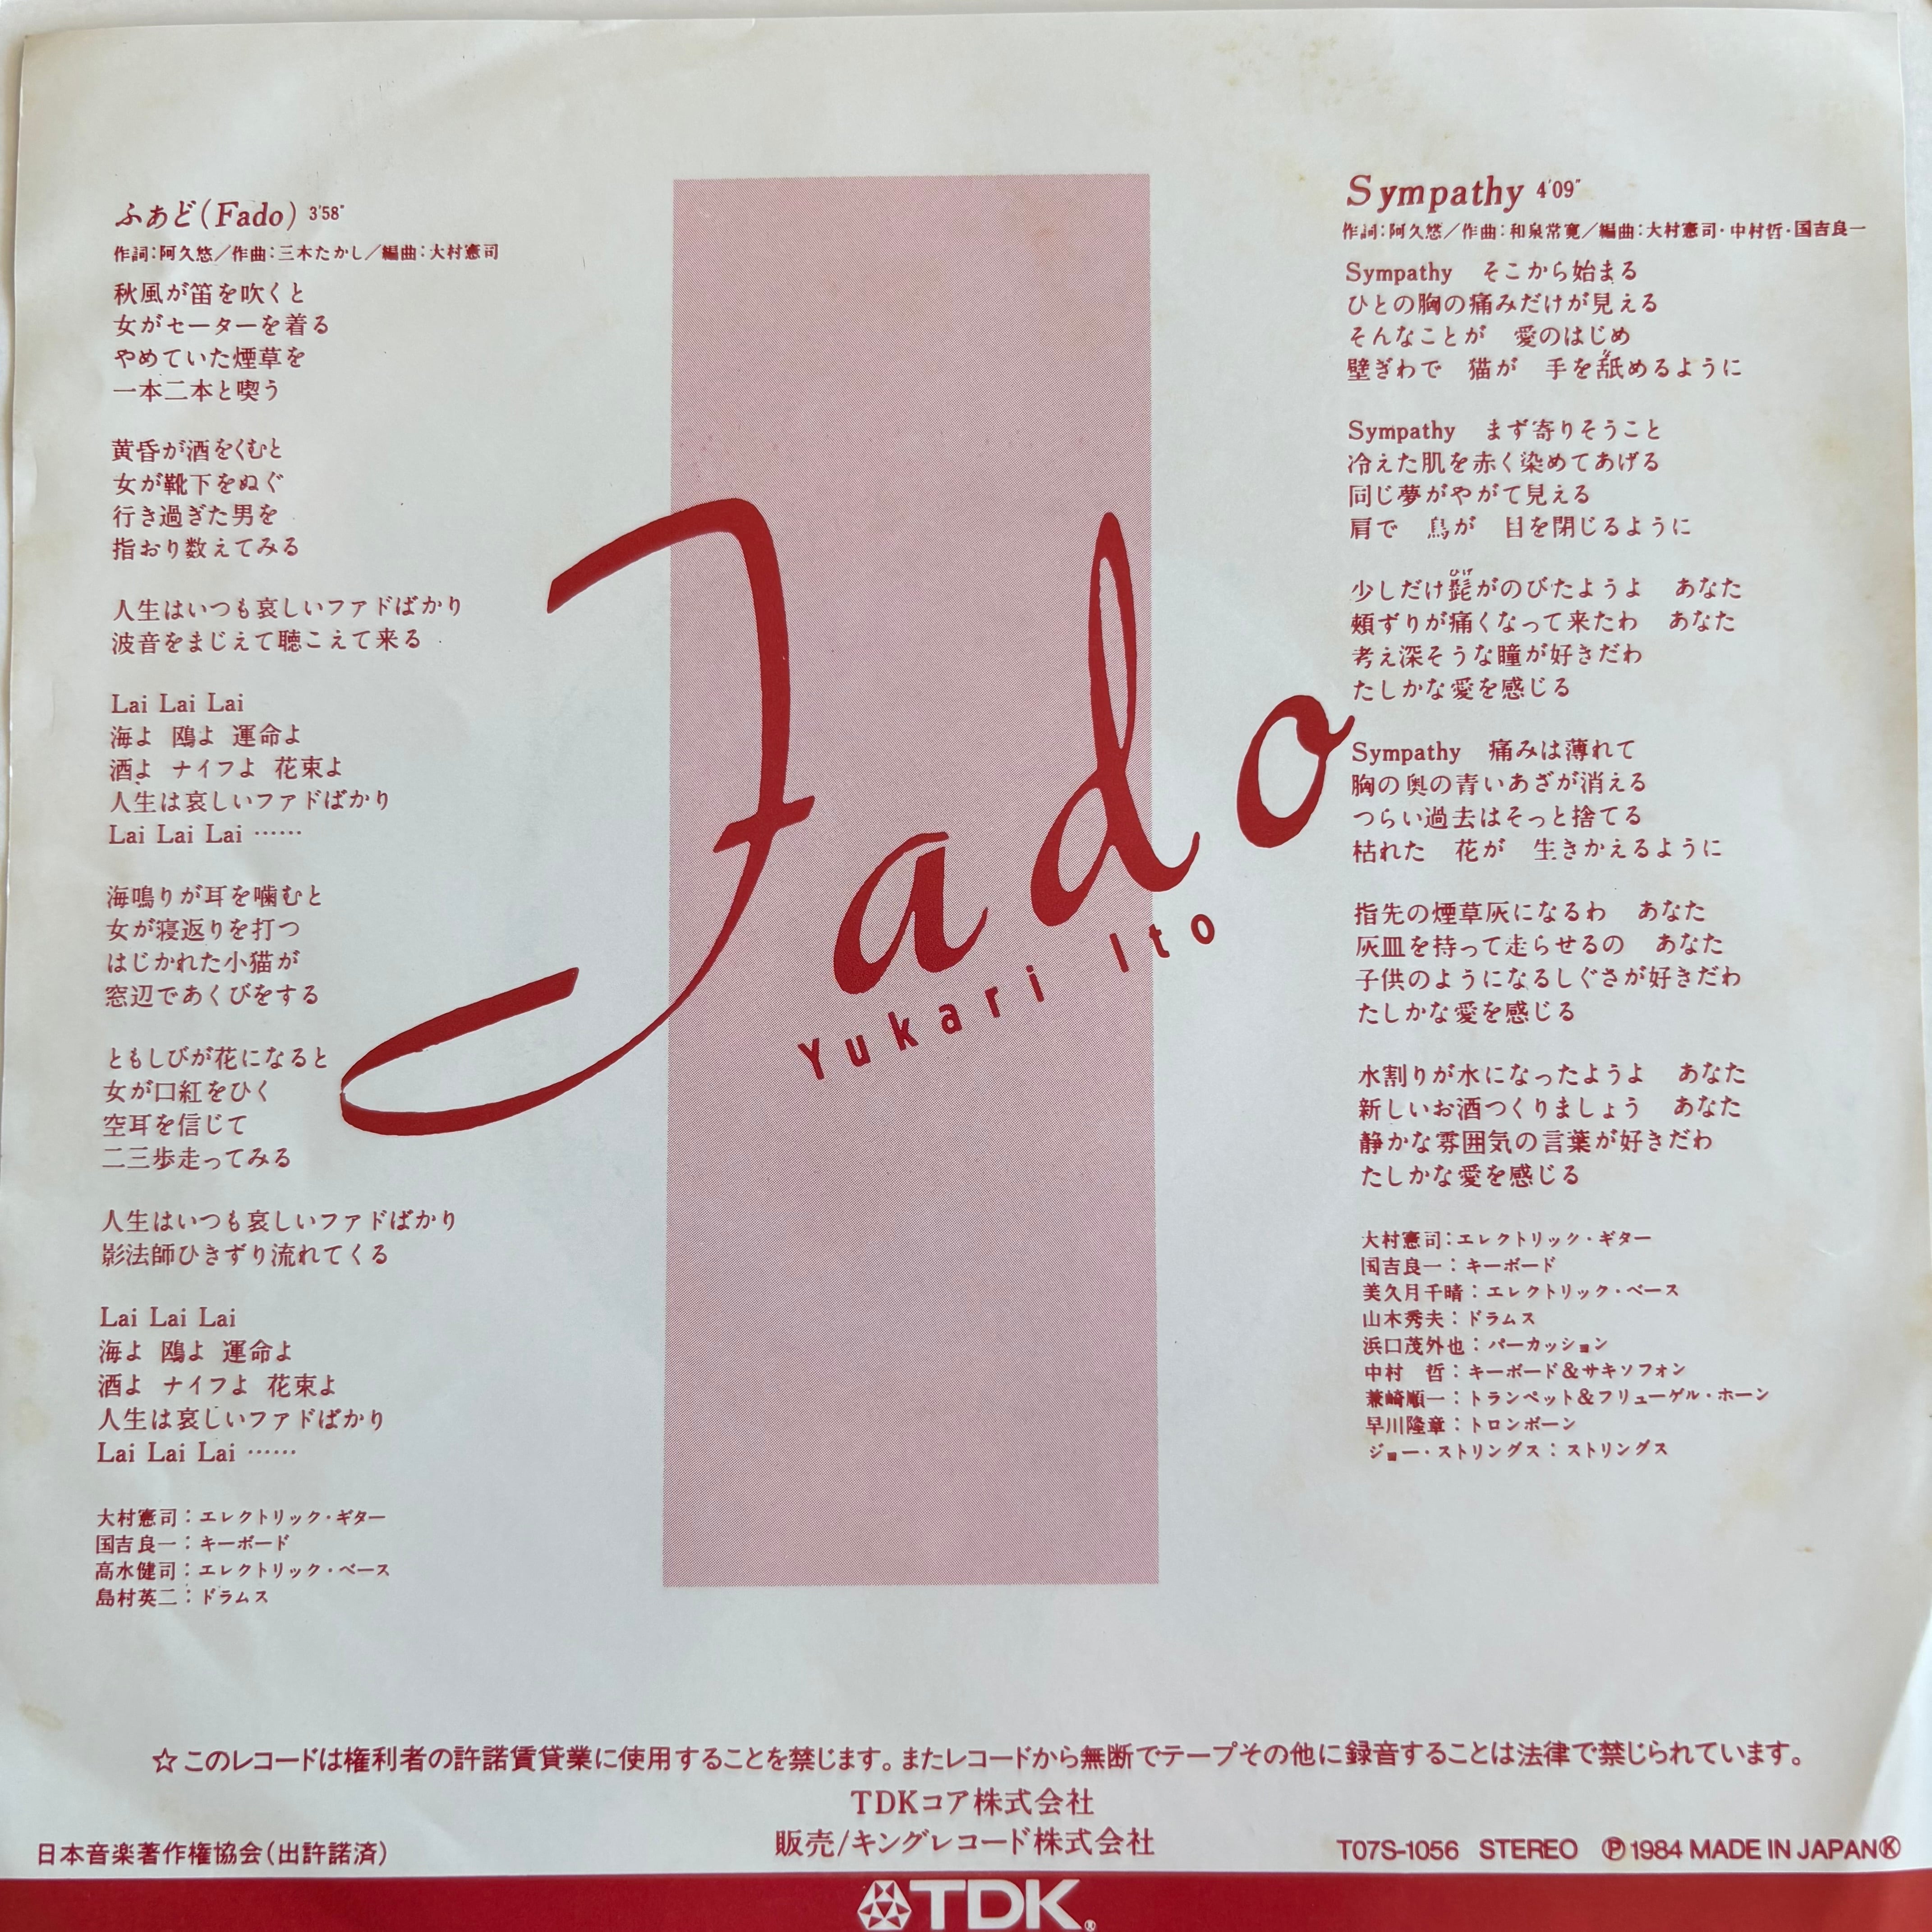 ふぁど(Fado) 3'58"
作詞:阿久悠/作曲:三木たかし/編曲:大村憲司
秋風が笛を吹くと
女がセーターを着る
やめていた煙草を
一本二本と喫う
黄昏が酒をくむと
女が靴下をぬぐ
行き過ぎた男を
指おり数えてみる
人生はいつも哀しいファドばかり
波音をまじえて聴こえて来る
Lai Lai Lai
海よ 鴎よ 運命よ
酒よ ナイフよ 花束よ
人生は哀しいファドばかり
Lai Lai Lai ……
海鳴りが耳を噛むと
女が寝返りを打つ
はじかれた小猫が
窓辺であくびをする
ともしびが花になると
女が口紅をひく
空耳を信じて
二三歩走ってみる
人生はいつも哀しいファドばかり
影法師ひきずり流れてくる
Lai Lai Lai
海よ 鴎よ 運命よ
酒よ ナイフよ 花束よ
人生は哀しいファドばかり
Lai Lai Lai ……
大村憲司:エレクトリック・ギター
国吉良一:キーボード
高水健司:エレクトリック・ベース
島村英二:ドラムス
Fado
Yukari Ito
Sympathy 4'09"
作詞:阿久悠/作曲:和泉常寛/編曲:大村憲司・中村哲・国吉良一
Sympathy そこから始まる
ひとの胸の痛みだけが見える
そんなことが 愛のはじめ
壁ぎわで 猫が 手を舐めるように
Sympathy まず寄りそうこと
冷えた肌を赤く染めてあげる
同じ夢がやがて見える
肩で 鳥が 目を閉じるように
少しだけ髭がのびたようよ あなた
頬ずりが痛くなって来たわ あなた
考え深そうな瞳が好きだわ
たしかな愛を感じる
Sympathy 痛みは薄れて
胸の奥の青いあざが消える
つらい過去はそっと捨てる
枯れた 花が 生きかえるように
指先の煙草灰になるわ あなた
灰皿を持って走らせるの あなた
子供のようになるしぐさが好きだわ
たしかな愛を感じる
水割りが水になったようよ あなた
新しいお酒つくりましょう あなた
静かな雰囲気の言葉が好きだわ
たしかな愛を感じる
大村憲司:エレクトリック・ギター
国吉良一:キーボード
美久月千晴:エレクトリック・ベース
山木秀夫:ドラムス
浜口茂外也:パーカッション
中村 哲:キーボード&サキソフォン
兼崎順一:トランペット&フリューゲル・ホーン
早川隆章:トロンボーン
ジョー・ストリングス:ストリングス
☆このレコードは権利者の許諾賃貸業に使用することを禁じます。またレコードから無断でテープその他に録音することは法律で禁じられています。
TDKコア株式会社
販売/キングレコード株式会社
日本音楽著作権協会(出許諾済)
T07S-1056 STEREO Ⓟ1984 MADE IN JAPANⓀ
TDK®